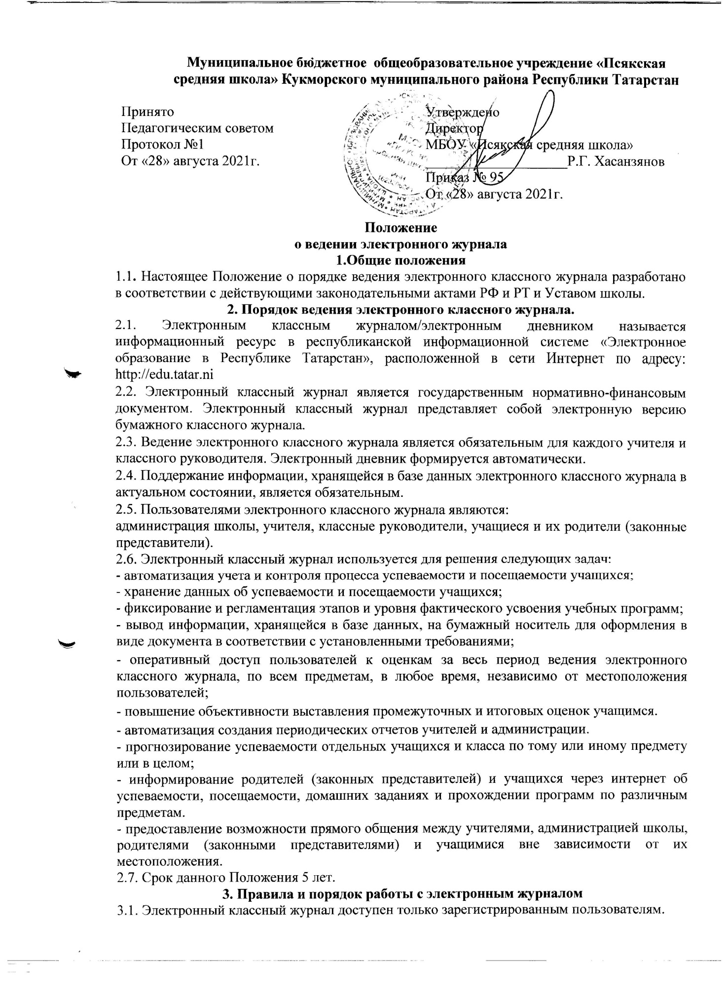 Муниципальное бюджетное общеобразовательное учреждение «Псякская
средняя школа» Кукморского муниципального района Республики Татарстан
Принято
Педагогическим советом
Протокол №1
От «28» августа 2021г.
Утверждено
Директор
МБОУ «Псякская средняя школа»
____________________Р.Г. Хасанзянов
Приказ № 95
От «28» августа 2021г.
Положение
о ведении электронного журнала
1.Общие положения
1.1. Настоящее Положение о порядке ведения электронного классного журнала разработано
в соответствии с действующими законодательными актами РФ и РТ и Уставом школы.
2. Порядок ведения электронного классного журнала.
2.1. Электронным классным журналом/электронным дневником называется
информационный ресурс в республиканской информационной системе «Электронное
образование в Республике Татарстан», расположенной в сети Интернет по адресу:
http://edu.tatar.ni
2.2. Электронный классный журнал является государственным нормативно-финансовым
документом. Электронный классный журнал представляет собой электронную версию
бумажного классного журнала.
2.3. Ведение электронного классного журнала является обязательным для каждого учителя и
классного руководителя. Электронный дневник формируется автоматически.
2.4. Поддержание информации, хранящейся в базе данных электронного классного журнала в
актуальном состоянии, является обязательным.
2.5. Пользователями электронного классного журнала являются:
администрация школы, учителя, классные руководители, учащиеся и их родители (законные
представители).
2.6. Электронный классный журнал используется для решения следующих задач:
- автоматизация учета и контроля процесса успеваемости и посещаемости учащихся;
- хранение данных об успеваемости и посещаемости учащихся;
- фиксирование и регламентация этапов и уровня фактического усвоения учебных программ;
- вывод информации, хранящейся в базе данных, на бумажный носитель для оформления в
виде документа в соответствии с установленными требованиями;
- оперативный доступ пользователей к оценкам за весь период ведения электронного
классного журнала, по всем предметам, в любое время, независимо от местоположения
пользователей;
- повышение объективности выставления промежуточных и итоговых оценок учащимся.
- автоматизация создания периодических отчетов учителей и администрации.
- прогнозирование успеваемости отдельных учащихся и класса по тому или иному предмету
или в целом;
- информирование родителей (законных представителей) и учащихся через интернет об
успеваемости, посещаемости, домашних заданиях и прохождении программ по различным
предметам.
- предоставление возможности прямого общения между учителями, администрацией школы,
родителями (законными представителями) и учащимися вне зависимости от их
местоположения.
2.7. Срок данного Положения 5 лет.
3. Правила и порядок работы с электронным журналом
3.1. Электронный классный журнал доступен только зарегистрированным пользователям.